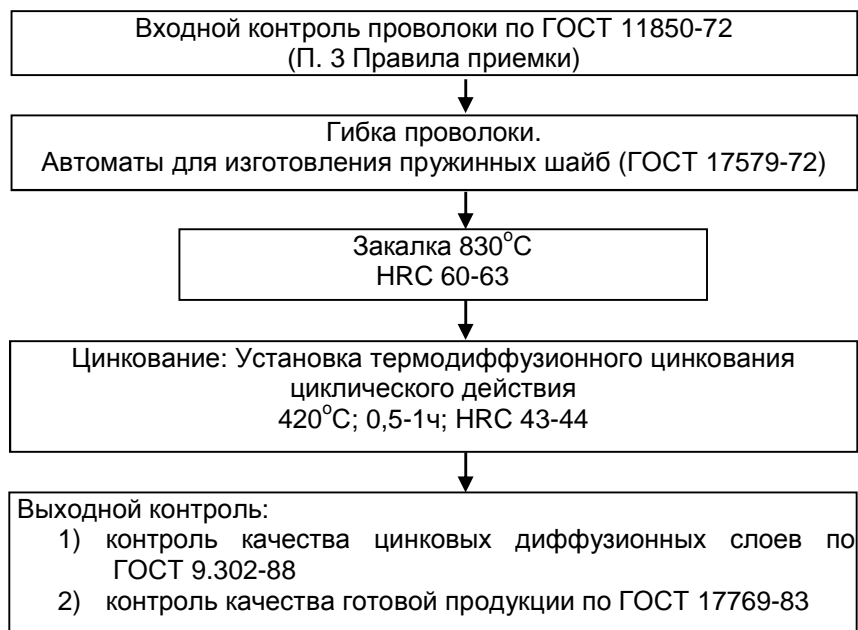 Входной контроль проволоки по ГОСТ 11850-72
(П. 3 Правила приемки)
Гибка проволоки.
Автоматы для изготовления пружинных шайб (ГОСТ 17579-72)
Закалка 830°С
HRC 60-63
Цинкование: Установка термодиффузионного цинкования
циклического действия
420°С; 0,5-1ч; HRC 43-44
Выходной контроль:
1) контроль качества цинковых диффузионных слоев по
ГОСТ 9.302-88
2) контроль качества готовой продукции по ГОСТ 17769-83